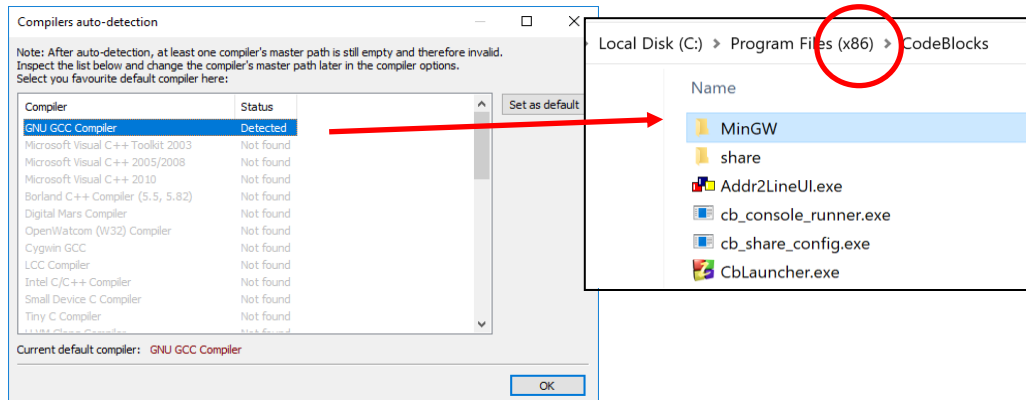 Compilers auto-detection
Note: After auto-detection, at least one compiler's master path is still empty and therefore invalid.
Inspect the list below and change the compiler's master path later in the compiler options.
Select you favourite default compiler here:
Compiler Status
GNU GCC Compiler Detected
Microsoft Visual C++ Toolkit 2003 Not found
Microsoft Visual C++ 2005/2008 Not found
Microsoft Visual C++ 2010 Not found
Borland C++ Compiler (5.5, 5.82) Not found
Digital Mars Compiler Not found
OpenWatcom (W32) Compiler Not found
Cygwin GCC Not found
LCC Compiler Not found
Intel C/C++ Compiler Not found
Small Device C Compiler Not found
Tiny C Compiler Not found
Set as default
Current default compiler: GNU GCC Compiler
OK
Local Disk (C:) > Program Files (x86) > CodeBlocks
Name
MinGW
share
Addr2LineUI.exe
cb_console_runner.exe
cb_share_config.exe
CbLauncher.exe